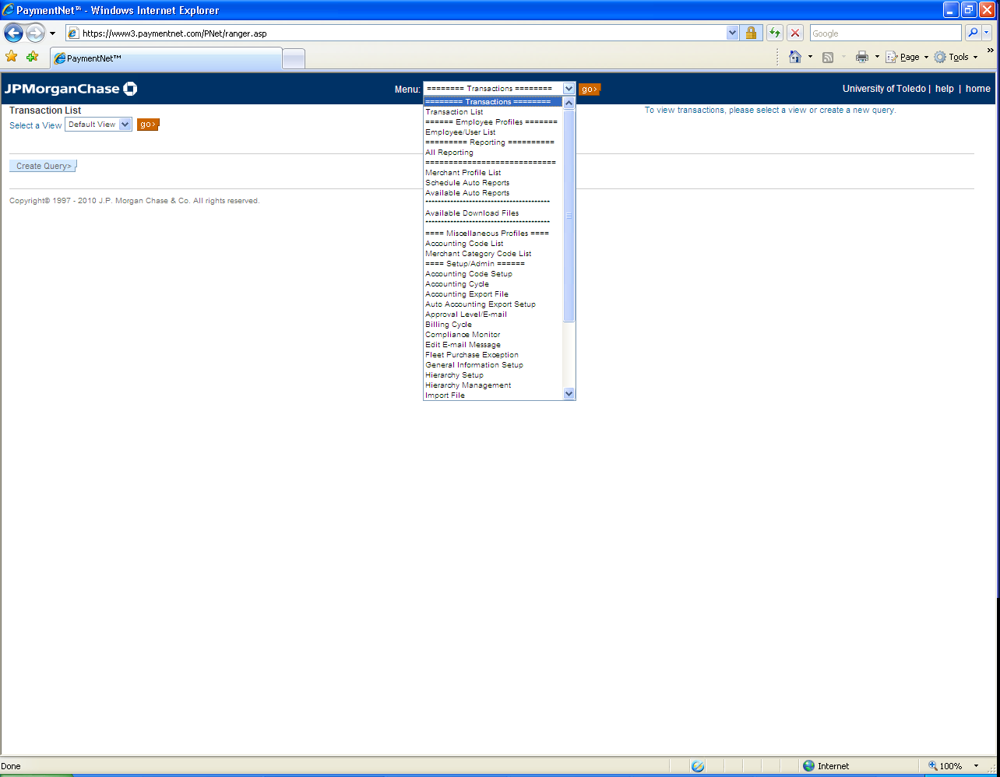 PaymentNet™ - Windows Internet Explorer
https://www3.paymentnet.com/PNet/ranger.asp
Google
PaymentNet™
Page
Tools
»
JPMorganChase
Menu:
======== Transactions ========
go>
University of Toledo | help | home
Transaction List
Select a View
Default View
go>
To view transactions, please select a view or create a new query.
======== Transactions ========
Transaction List
====== Employee Profiles =======
Employee/User List
========= Reporting ==========
All Reporting
============================
Merchant Profile List
Schedule Auto Reports
Available Auto Reports
----------------------------------------
Available Download Files
----------------------------------------
==== Miscellaneous Profiles ====
Accounting Code List
Merchant Category Code List
==== Setup/Admin ======
Accounting Code Setup
Accounting Cycle
Accounting Export File
Auto Accounting Export Setup
Approval Level/E-mail
Billing Cycle
Compliance Monitor
Edit E-mail Message
Fleet Purchase Exception
General Information Setup
Hierarchy Setup
Hierarchy Management
Import File
Create Query>
Copyright© 1997 - 2010 J.P. Morgan Chase & Co. All rights reserved.
Done
Internet
100%